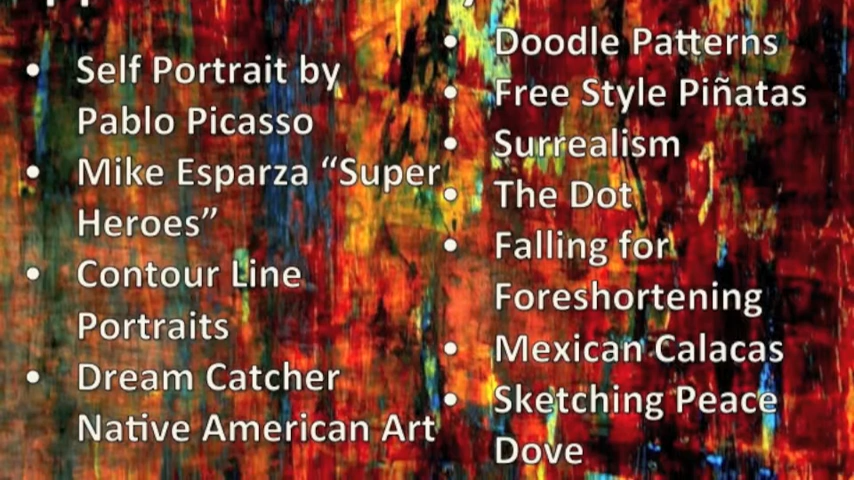 • Self Portrait by
Pablo Picasso
• Mike Esparza “Super
Heroes”
• Contour Line
Portraits
• Dream Catcher
Native American Art
• Doodle Patterns
• Free Style Piñatas
• Surrealism
• The Dot
• Falling for
Foreshortening
• Mexican Calacas
• Sketching Peace
Dove